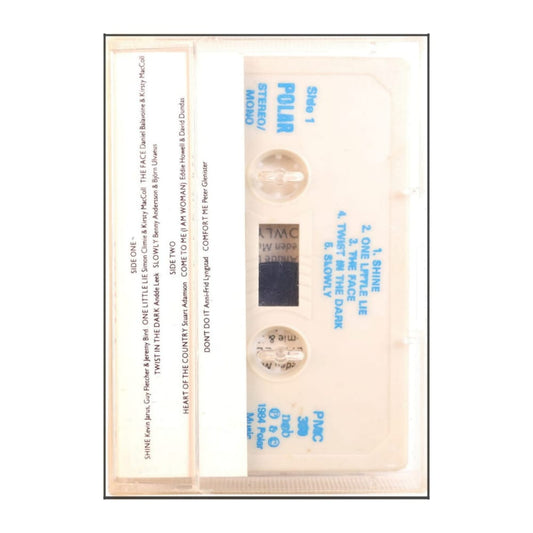 SIDE ONE –
SHINE Kevin Jarvis, Guy Fletcher & Jeremy Bird ONE LITTLE LIE Simon Climie & Kirsty MacColl THE FACE Daniel Balavoine & Kirsty MacColl
TWIST IN THE DARK Andée Leek SLOWLY Benny Andersson & Björn Ulvæus
SIDE TWO
HEART OF THE COUNTRY Stuart Adamson COME TO ME (I AM WOMAN) Eddie Howell & David Dundas
DON'T DO IT Anni-Frid Lyngstad COMFORT ME Peter Glenister
Side 1
POLAR
STEREO/
MONO
1. SHINE
2. ONE LITTLE LIE
3. THE FACE
4. TWIST IN THE DARK
5. SLOWLY
OWLY
PMC
380
n©b
Ⓟ & ©
1984 Polar
Music